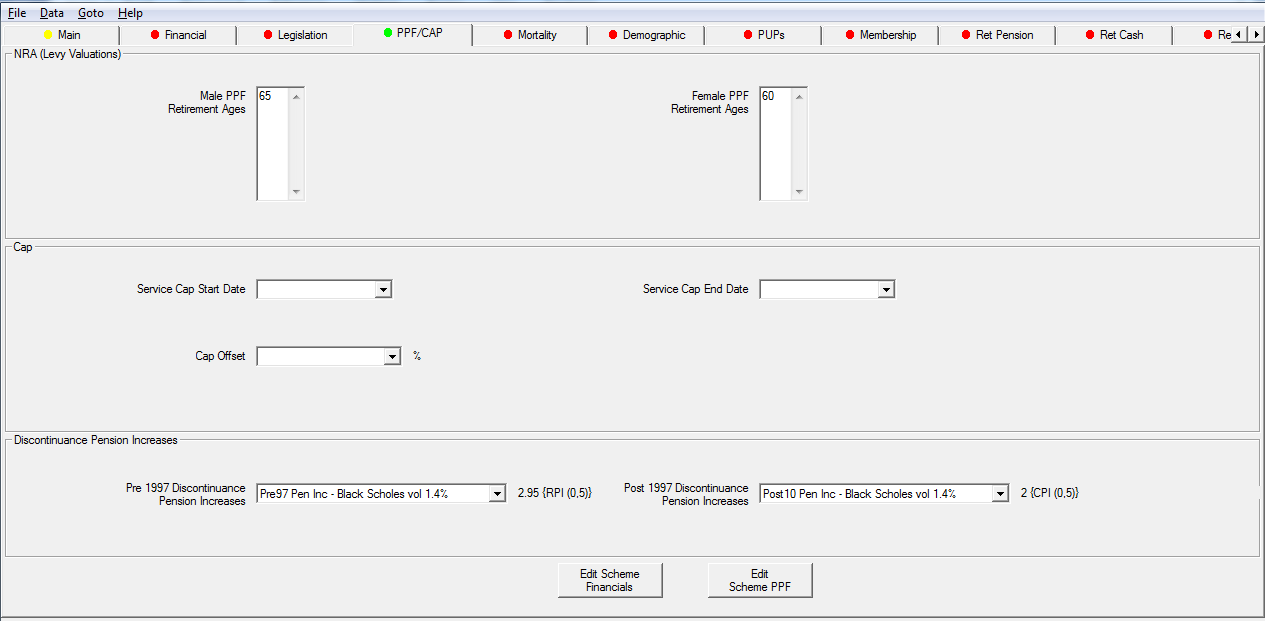 File Data Goto Help
Main Financial Legislation PPF/CAP Mortality Demographic PUPs Membership Ret Pension Ret Cash Re
NRA (Levy Valuations)
Male PPF
Retirement Ages
65
Female PPF
Retirement Ages
60
Cap
Service Cap Start Date
Service Cap End Date
Cap Offset %
Discontinuance Pension Increases
Pre 1997 Discontinuance
Pension Increases
Pre97 Pen Inc - Black Scholes vol 1.4% 2.95 {RPI (0,5)}
Post 1997 Discontinuance
Pension Increases
Post10 Pen Inc - Black Scholes vol 1.4% 2 {CPI (0,5)}
Edit Scheme
Financials
Edit
Scheme PPF